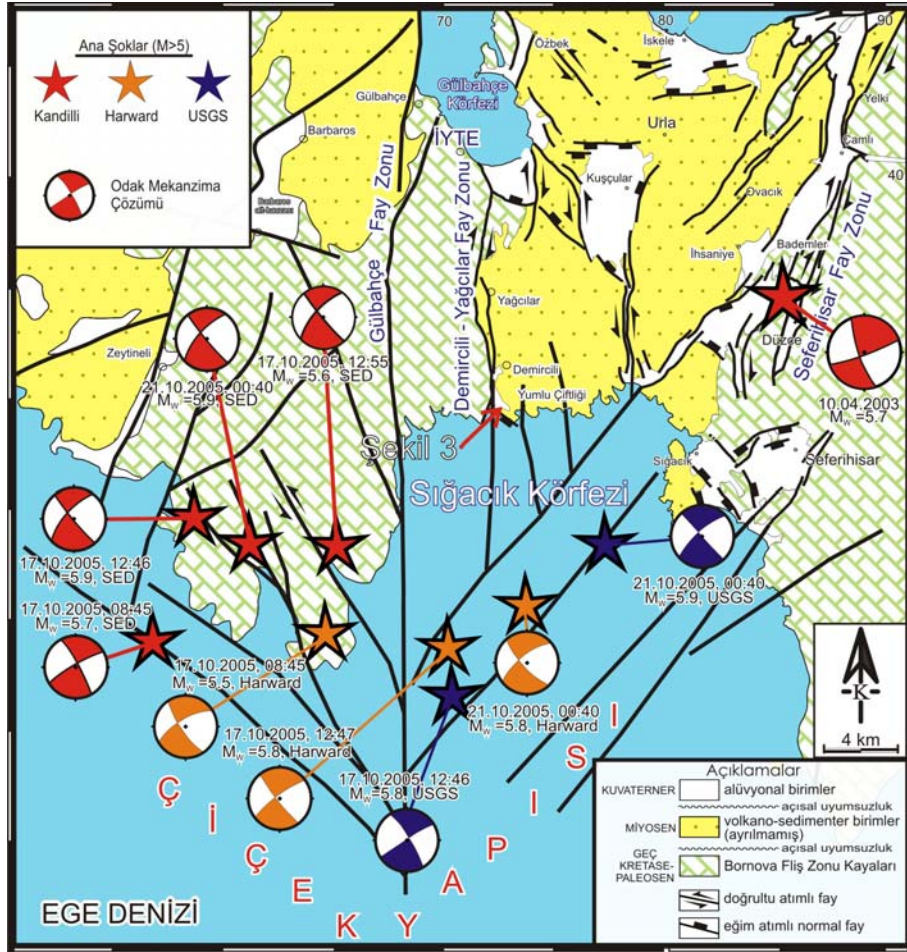 70
80
90
40
Ana Şoklar (M>5)
Kandilli
Harward
USGS
Odak Mekanzima
Çözümü
Özbek
İskele
Gülbahçe
Gülbahçe
Körfezi
Barbaros
İYTE
Urla
Yelki
Çamlı
Kuşçular
Ovacık
Barbaros
Gülbahçe Fay Zonu
Demircili - Yağcılar Fay Zonu
Seferihisar Fay Zonu
İhsaniye
Bademler
Yağcılar
Düzce
Zeytineli
Demircili
Yumlu Çiftliği
21.10.2005, 00:40
Mw =5.9, SED
17.10.2005, 12:55
Mw =5.6, SED
10.04.2003
Mw =5.7
Şekil 3
Sığacık
Seferihisar
Sığacık Körfezi
17.10.2005, 12:46
Mw =5.9, SED
21.10.2005, 00:40
Mw=5.9, USGS
17.10.2005, 08:45
Mw =5.7, SED
17.10.2005, 08:45
Mw =5.5, Harward
17.10.2005, 12:47
Mw =5.8, Harward
21.10.2005, 00:40
Mw =5.8, Harward
17.10.2005, 12:46
Mw =5.8, USGS
K
4 km
Ç İ Ç E K Y A P I S I
EGE DENİZİ
Açıklamalar
KUVATERNER
alüvyonal birimler
açısal uyumsuzluk
MİYOSEN
volkano-sedimenter birimler
(ayrılmamış)
açısal uyumsuzluk
GEÇ
KRETASE-
PALEOSEN
Bornova Fliş Zonu Kayaları
doğrultu atımlı fay
eğim atımlı normal fay